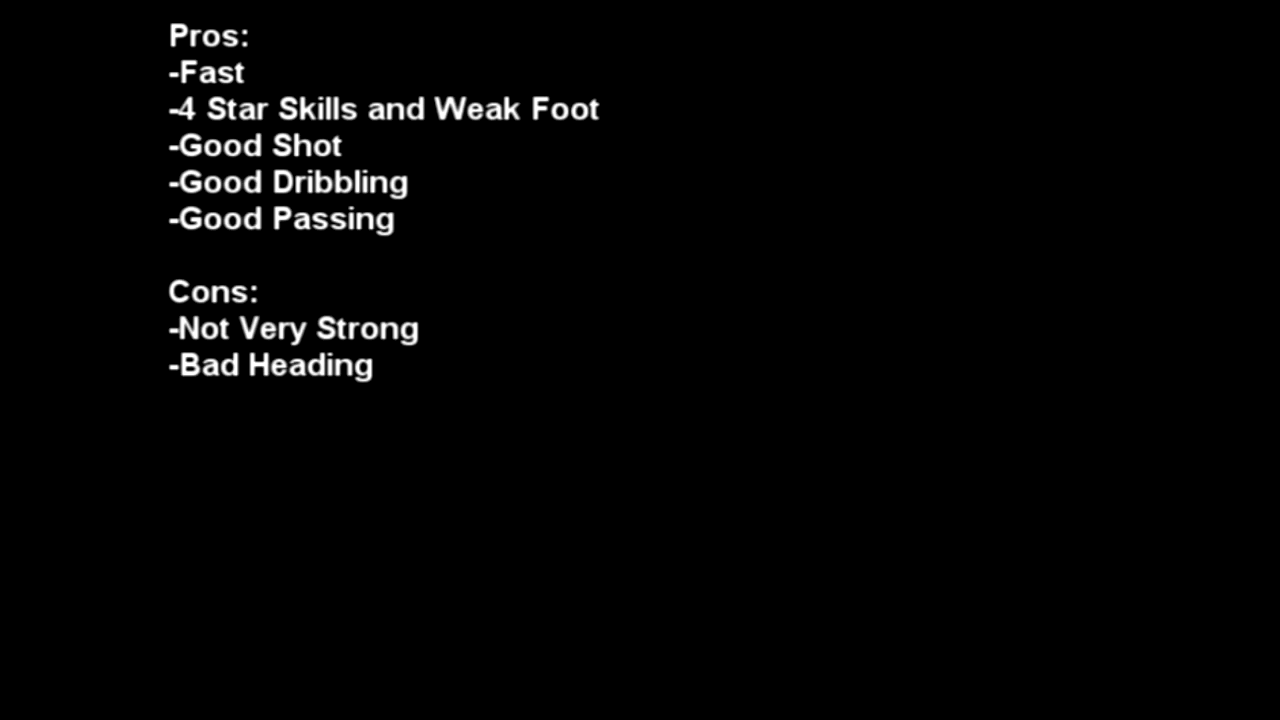 Pros:
-Fast
-4 Star Skills and Weak Foot
-Good Shot
-Good Dribbling
-Good Passing
Cons:
-Not Very Strong
-Bad Heading